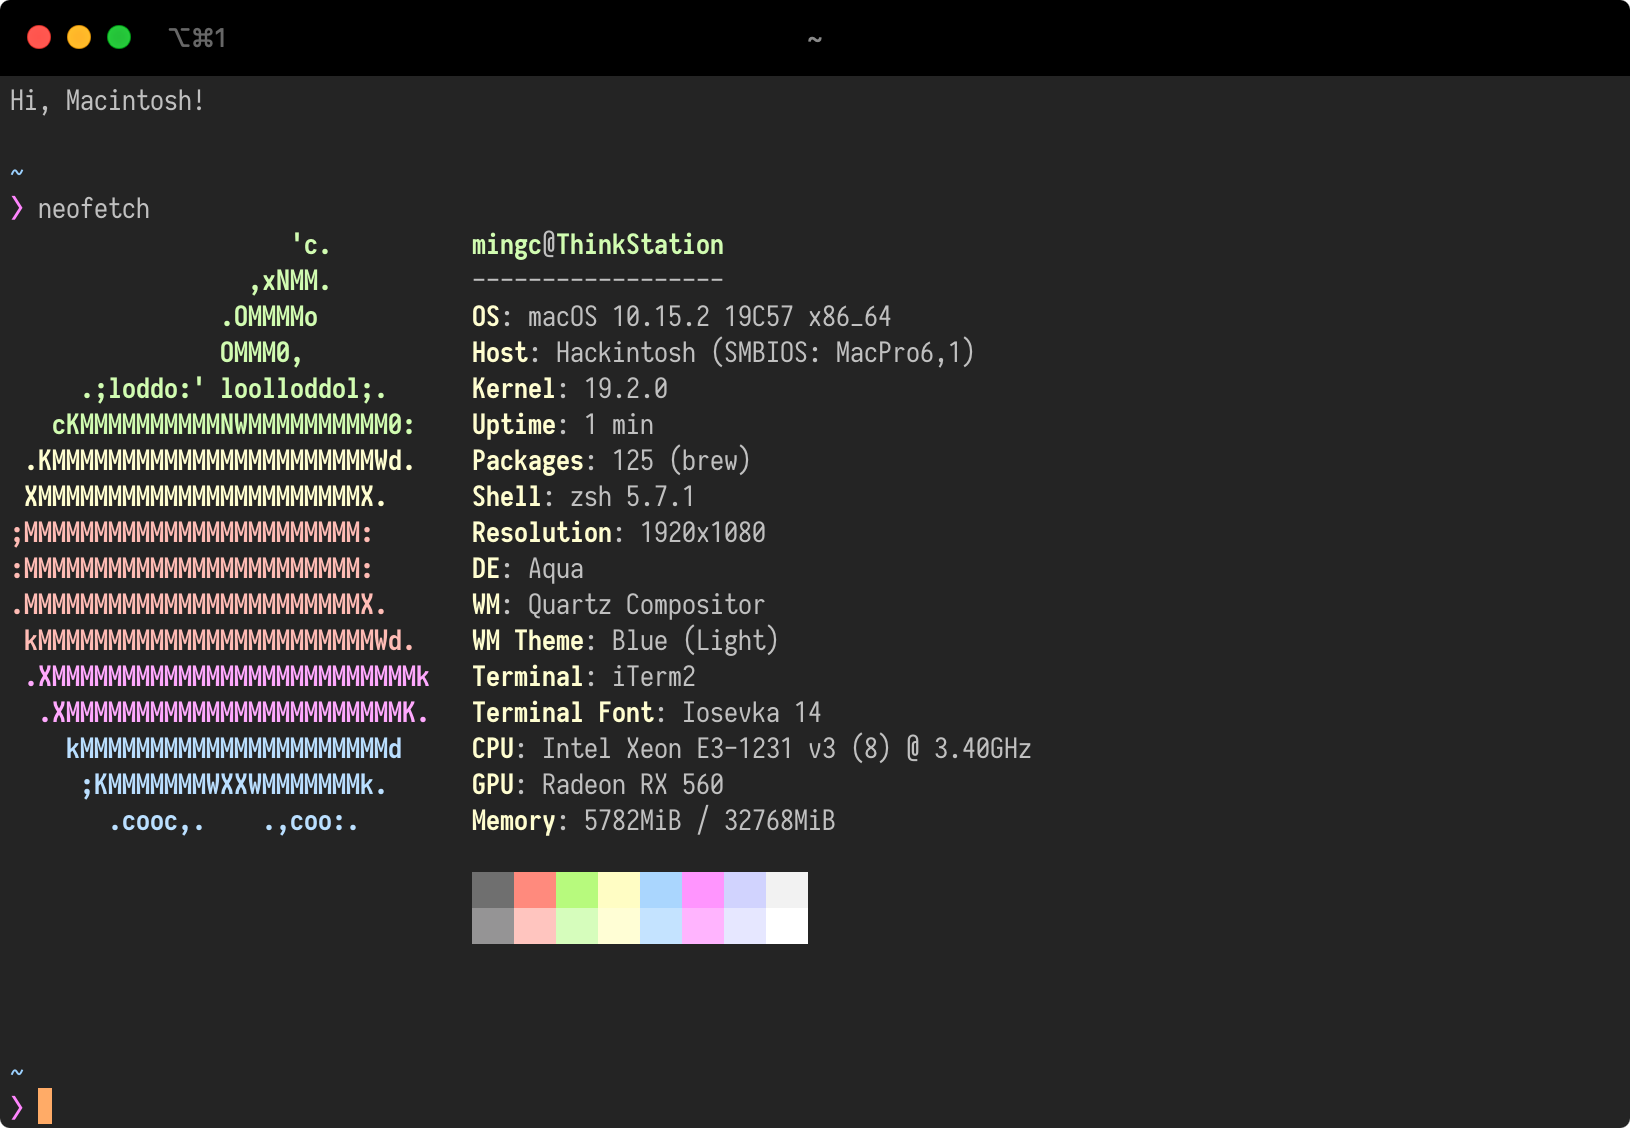 ⌥⌘1 ~
Hi, Macintosh!
~
❯ neofetch
'c. mingc@ThinkStation
,xNMM. ------------------
.OMMMMo OS: macOS 10.15.2 19C57 x86_64
OMMM0, Host: Hackintosh (SMBIOS: MacPro6,1)
.;loddo:' loolloddol;. Kernel: 19.2.0
cKMMMMMMMMMMNWMMMMMMMMMM0: Uptime: 1 min
.KMMMMMMMMMMMMMMMMMMMMMMMWd. Packages: 125 (brew)
XMMMMMMMMMMMMMMMMMMMMMMMX. Shell: zsh 5.7.1
;MMMMMMMMMMMMMMMMMMMMMMMM: Resolution: 1920x1080
:MMMMMMMMMMMMMMMMMMMMMMMM: DE: Aqua
.MMMMMMMMMMMMMMMMMMMMMMMMX. WM: Quartz Compositor
kMMMMMMMMMMMMMMMMMMMMMMMMWd. WM Theme: Blue (Light)
.XMMMMMMMMMMMMMMMMMMMMMMMMMMk Terminal: iTerm2
.XMMMMMMMMMMMMMMMMMMMMMMMMK. Terminal Font: Iosevka 14
kMMMMMMMMMMMMMMMMMMMMMMd CPU: Intel Xeon E3-1231 v3 (8) @ 3.40GHz
;KMMMMMMMWXXWMMMMMMMk. GPU: Radeon RX 560
.cooc,. .,coo:. Memory: 5782MiB / 32768MiB
~
❯